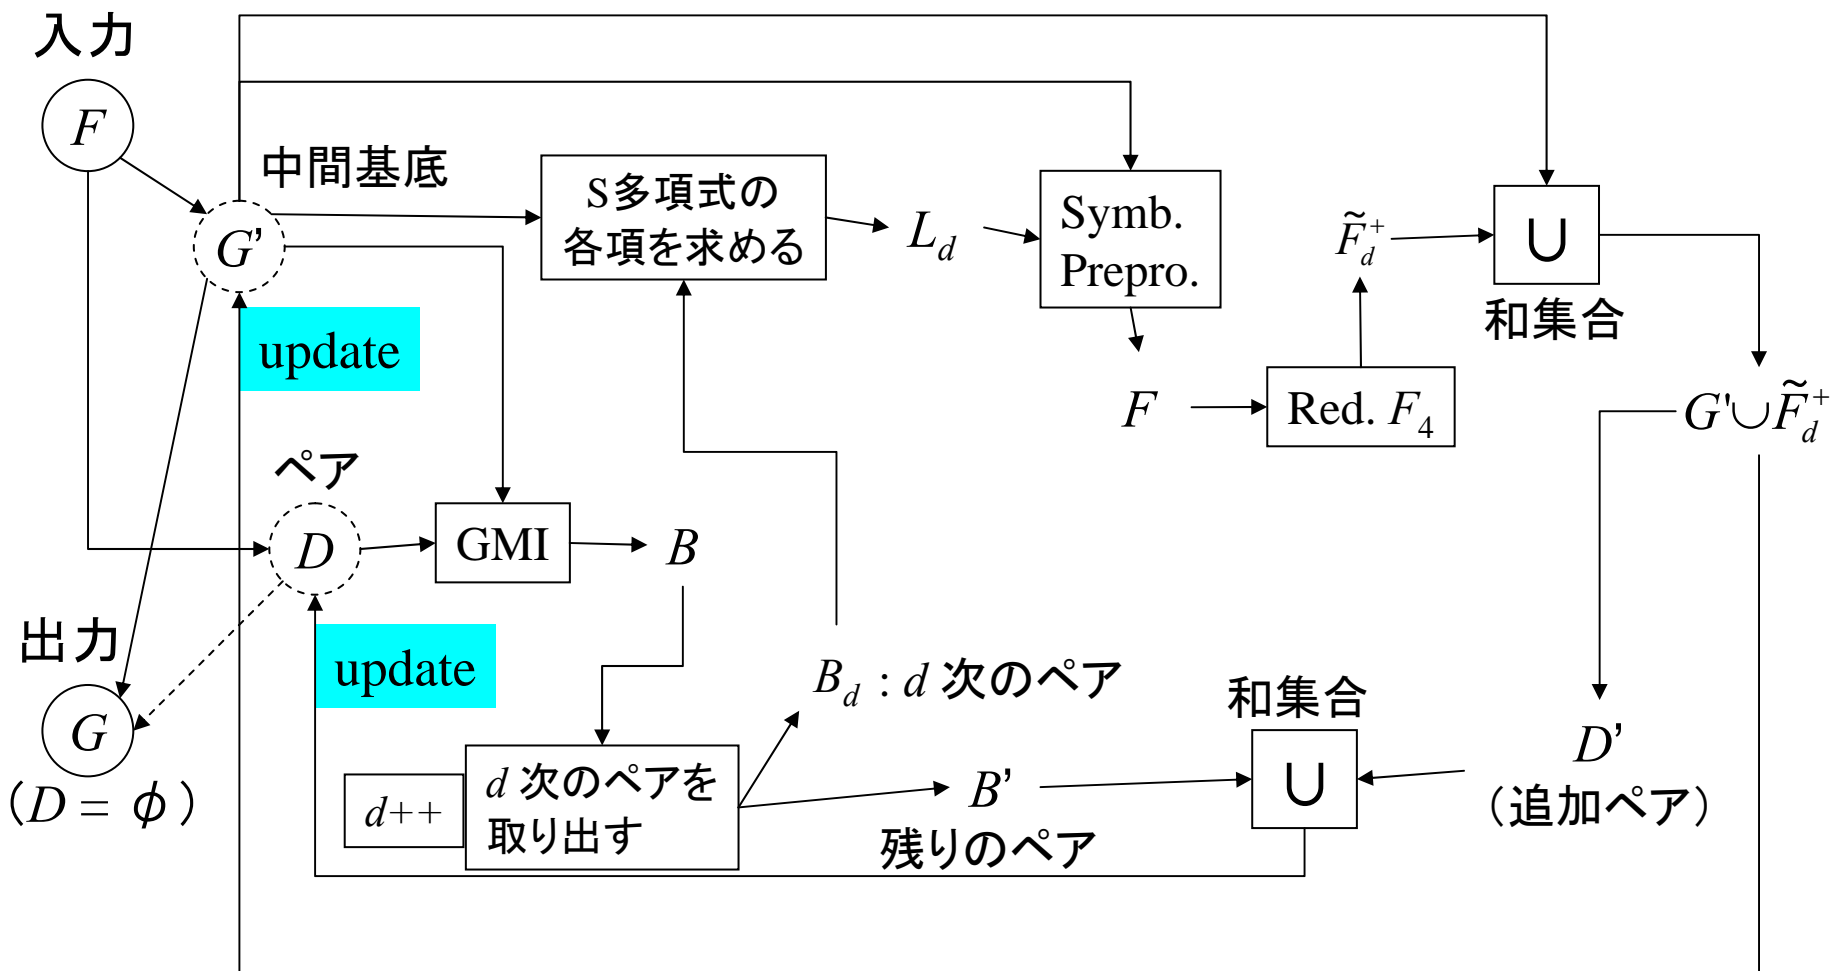 入力
F
中間基底
G'
update
S多項式の
各項を求める
L_d
Symb.
Prepro.
F
Red. F_4
F̃_d^+
∪
和集合
G'∪F̃_d^+
ペア
D
GMI
B
update
出力
G
(D = φ)
d++
d 次のペアを
取り出す
B_d : d 次のペア
B'
残りのペア
和集合
∪
D'
(追加ペア)